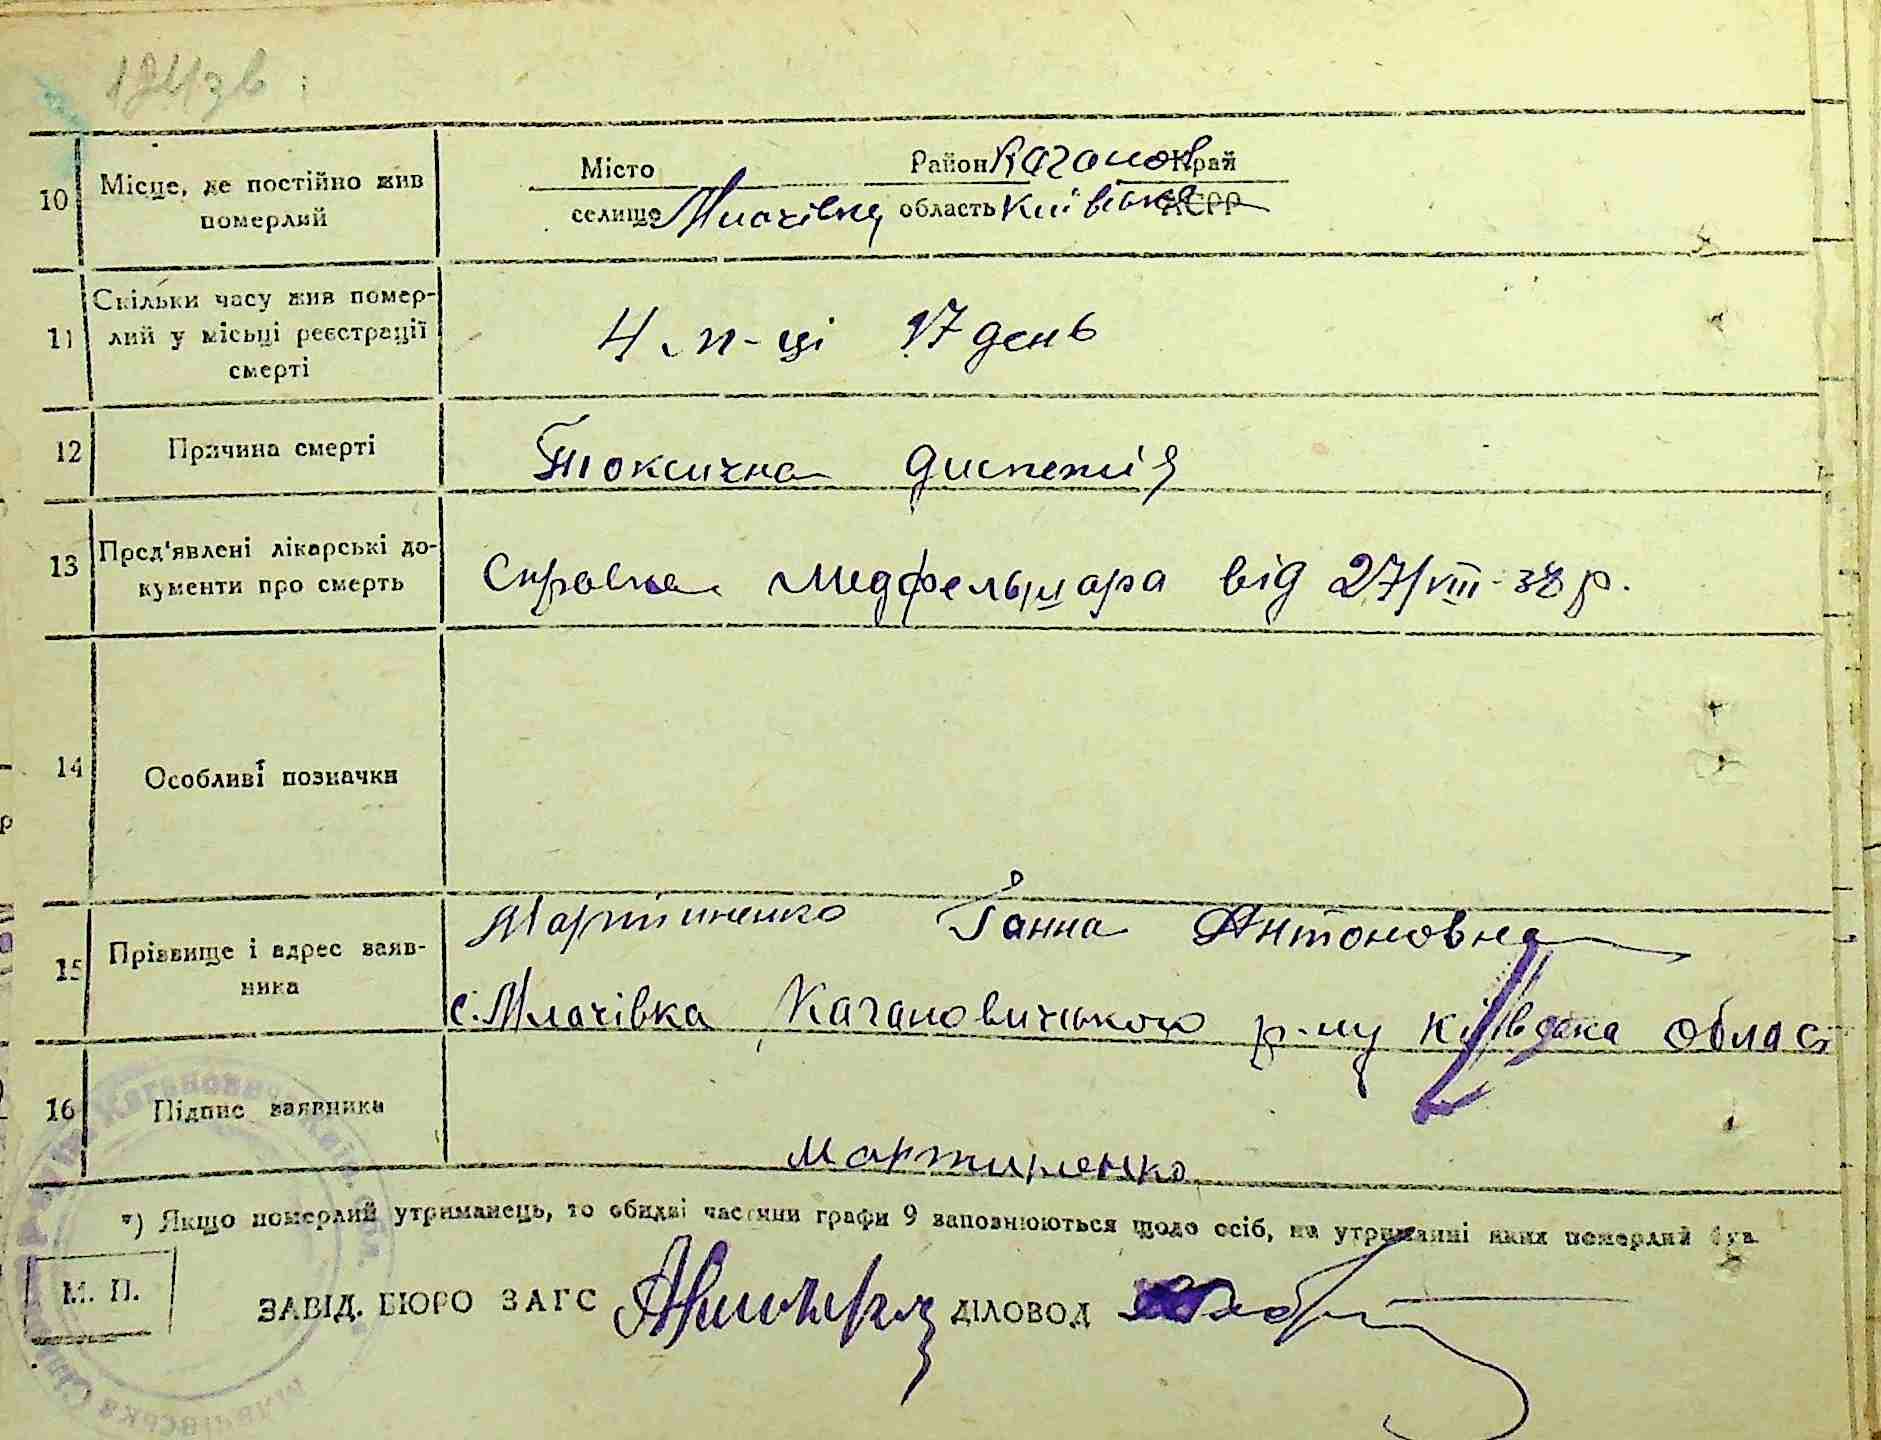 10 Місце, де постійно жив померлий
Місто Район Каганов Край
селище Млачівка область Київська АСРР
11 Скільки часу жив померлий у місці реєстрації смерті
4 м-ці 17 день
12 Причина смерті
Токсична диспепсія
13 Пред'явлені лікарські документи про смерть
Справка медфельшара від 27/VIII-38 р.
14 Особливі позначки
15 Прізвище і адрес заявника
Мартиненко Ганна Антоновна
с. Млачівка Кагановичського р-ну Київська облас
16 Підпис заявника
Мартиненко
*) Якщо померлий утриманець, то обидві частини графи 9 заповнюються щодо осіб, на утриманні яких померлий був.
М. П.
ЗАВІД. БЮРО ЗАГС ДІЛОВОД